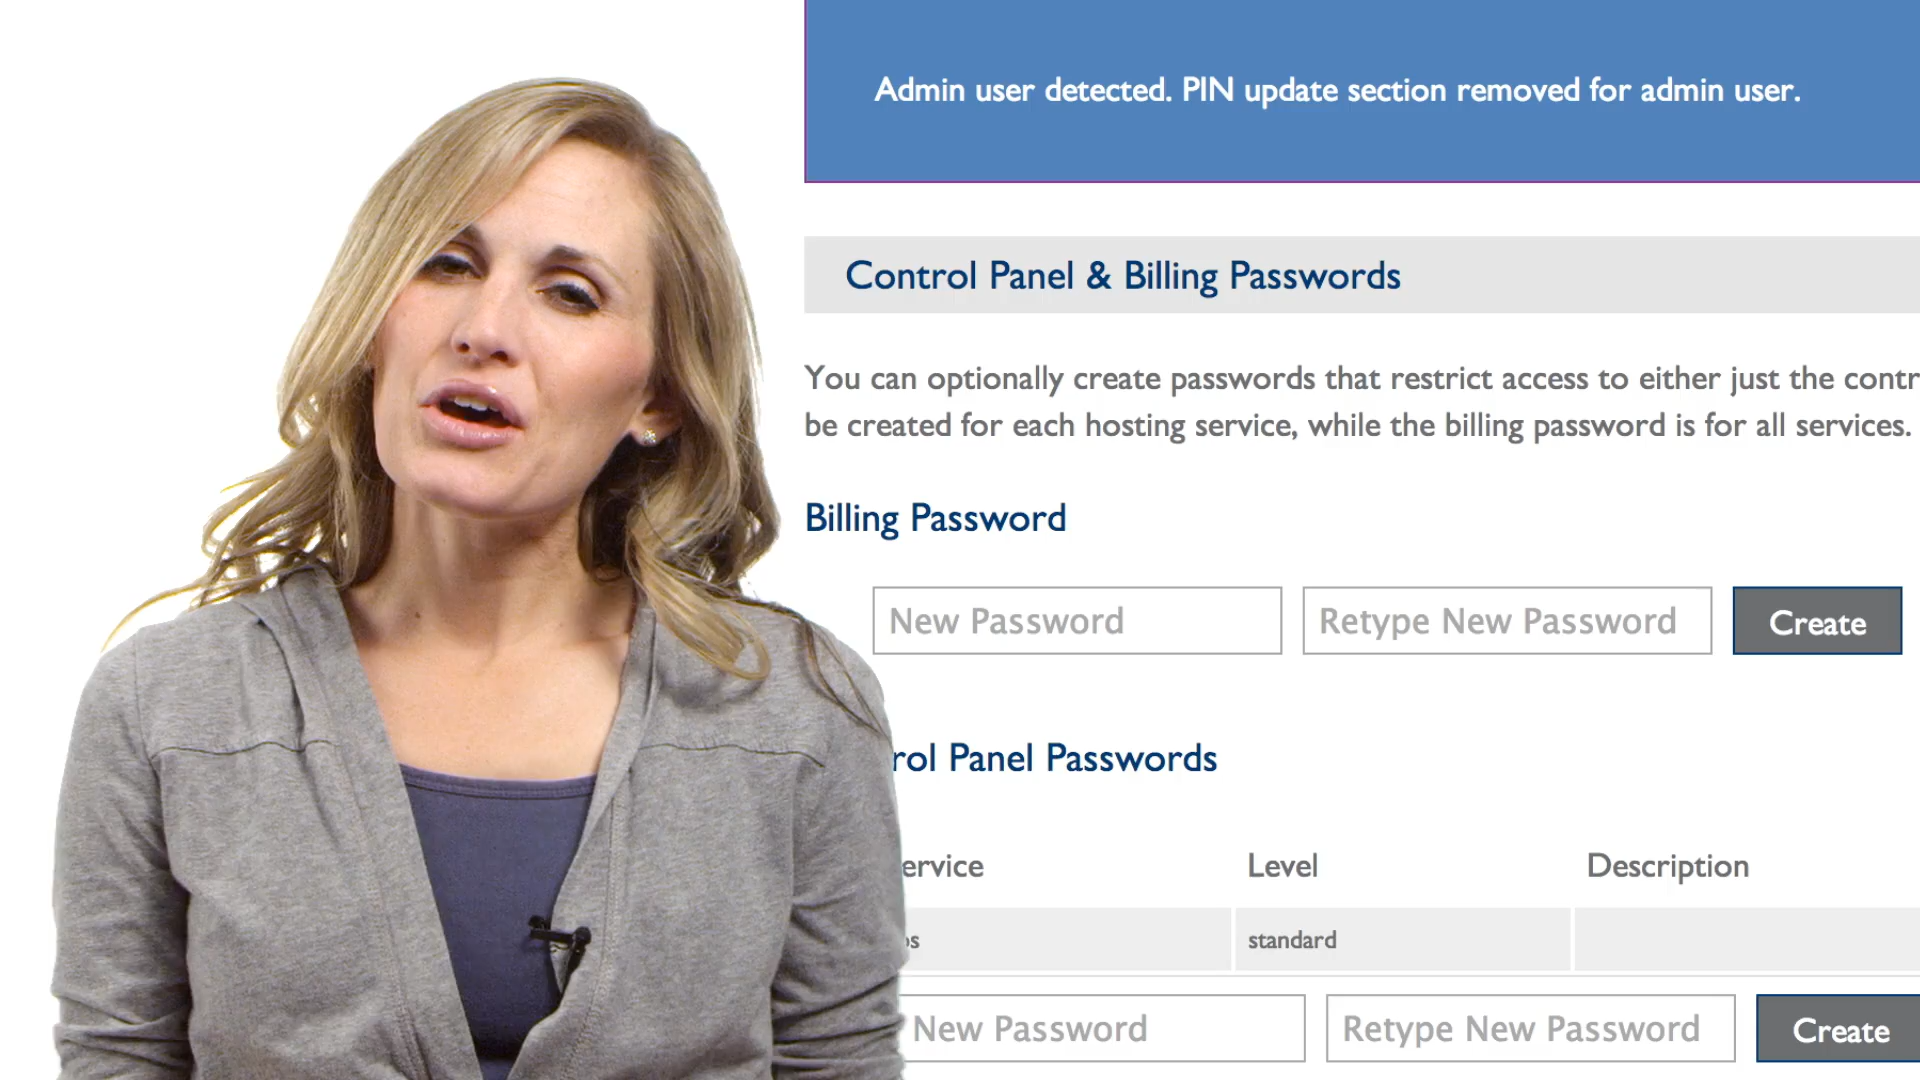 Admin user detected. PIN update section removed for admin user.
Control Panel & Billing Passwords
You can optionally create passwords that restrict access to either just the contr
be created for each hosting service, while the billing password is for all services.
Billing Password
New Password Retype New Password Create
rol Panel Passwords
ervice Level Description
standard
New Password Retype New Password Create